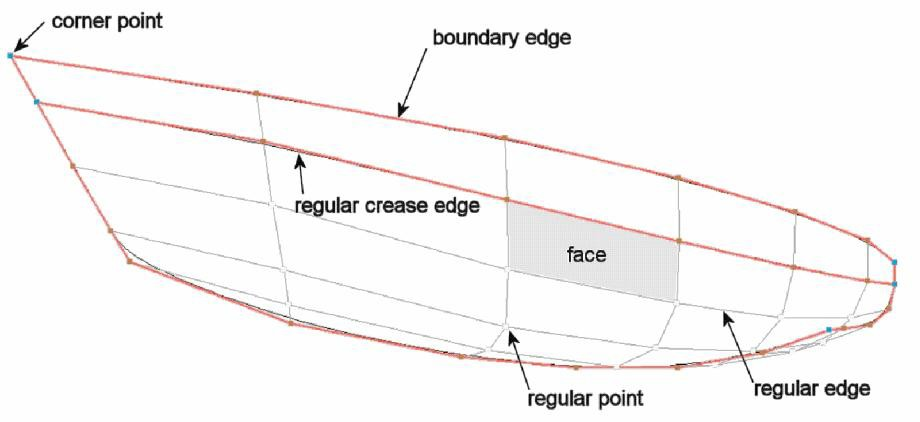 corner point
boundary edge
regular crease edge
face
regular edge
regular point